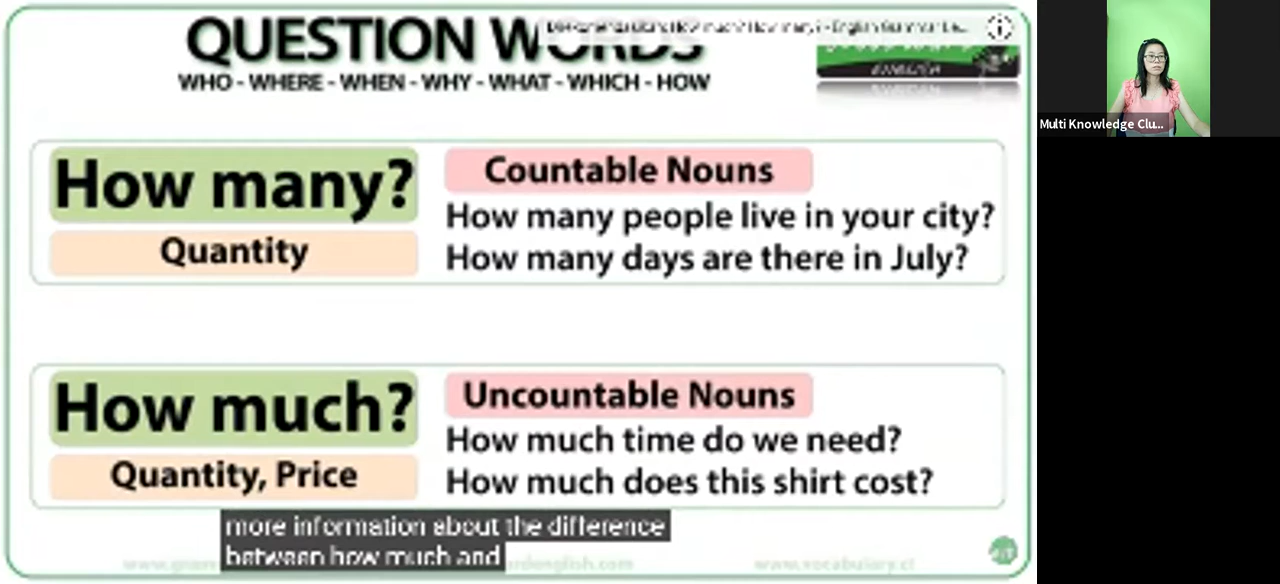 QUESTION WORDS
WHO - WHERE - WHEN - WHY - WHAT - WHICH - HOW
How many?
Quantity
Countable Nouns
How many people live in your city?
How many days are there in July?
How much?
Quantity, Price
Uncountable Nouns
How much time do we need?
How much does this shirt cost?
more information about the difference
between how much and
www.vocabulary.cl
Multi Knowledge Clu...